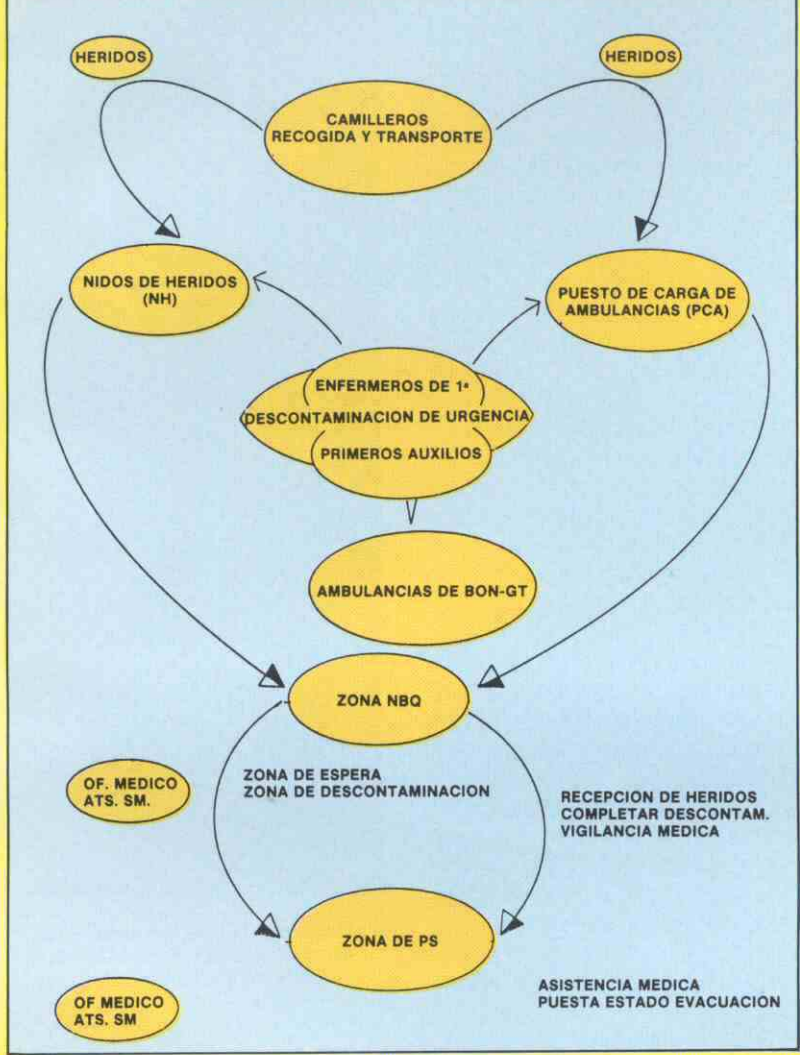 HERIDOS
HERIDOS
CAMILLEROS
RECOGIDA Y TRANSPORTE
NIDOS DE HERIDOS
(NH)
PUESTO DE CARGA DE
AMBULANCIAS (PCA)
ENFERMEROS DE 1ª
DESCONTAMINACION DE URGENCIA
PRIMEROS AUXILIOS
AMBULANCIAS DE BON-GT
ZONA NBQ
OF. MEDICO
ATS. SM.
ZONA DE ESPERA
ZONA DE DESCONTAMINACION
RECEPCION DE HERIDOS
COMPLETAR DESCONTAM.
VIGILANCIA MEDICA
ZONA DE PS
OF MEDICO
ATS. SM
ASISTENCIA MEDICA
PUESTA ESTADO EVACUACION